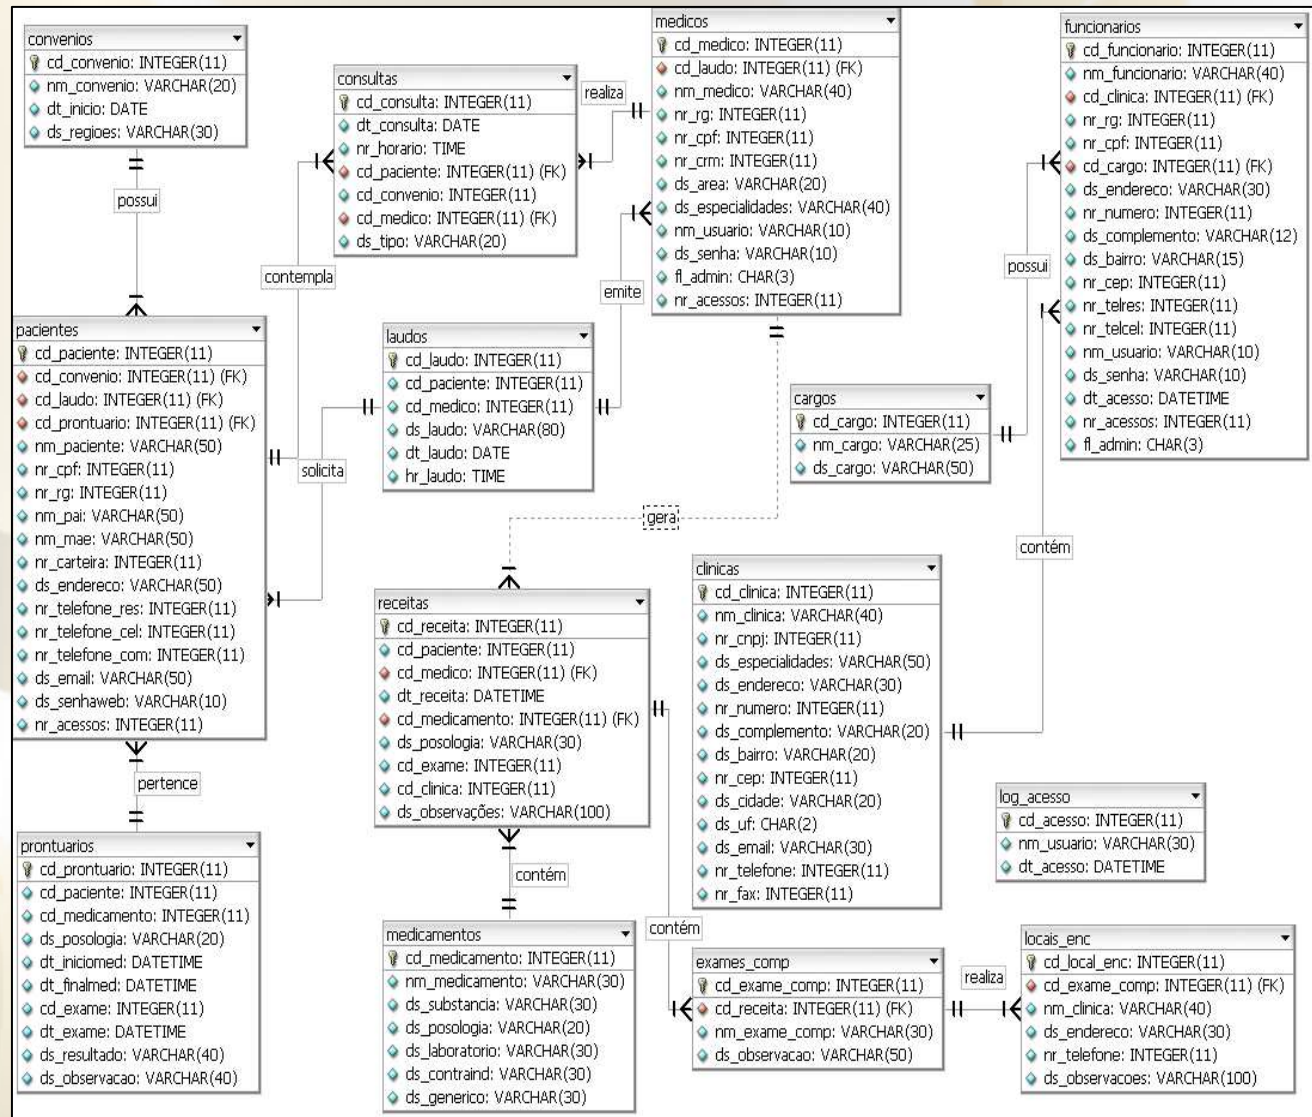 convenios
cd_convenio: INTEGER(11)
nm_convenio: VARCHAR(20)
dt_inicio: DATE
ds_regioes: VARCHAR(30)
possui
consultas
cd_consulta: INTEGER(11)
dt_consulta: DATE
nr_horario: TIME
cd_paciente: INTEGER(11) (FK)
cd_convenio: INTEGER(11)
cd_medico: INTEGER(11) (FK)
ds_tipo: VARCHAR(20)
realiza
contempla
medicos
cd_medico: INTEGER(11)
cd_laudo: INTEGER(11) (FK)
nm_medico: VARCHAR(40)
nr_rg: INTEGER(11)
nr_cpf: INTEGER(11)
nr_crm: INTEGER(11)
ds_area: VARCHAR(20)
ds_especialidades: VARCHAR(40)
nm_usuario: VARCHAR(10)
ds_senha: VARCHAR(10)
fl_admin: CHAR(3)
nr_acessos: INTEGER(11)
emite
funcionarios
cd_funcionario: INTEGER(11)
nm_funcionario: VARCHAR(40)
cd_clinica: INTEGER(11) (FK)
nr_rg: INTEGER(11)
nr_cpf: INTEGER(11)
cd_cargo: INTEGER(11) (FK)
ds_endereco: VARCHAR(30)
nr_numero: INTEGER(11)
ds_complemento: VARCHAR(12)
ds_bairro: VARCHAR(15)
nr_cep: INTEGER(11)
nr_telres: INTEGER(11)
nr_telcel: INTEGER(11)
nm_usuario: VARCHAR(10)
ds_senha: VARCHAR(10)
dt_acesso: DATETIME
nr_acessos: INTEGER(11)
fl_admin: CHAR(3)
possui
pacientes
cd_paciente: INTEGER(11)
cd_convenio: INTEGER(11) (FK)
cd_laudo: INTEGER(11) (FK)
cd_prontuario: INTEGER(11) (FK)
nm_paciente: VARCHAR(50)
nr_cpf: INTEGER(11)
nr_rg: INTEGER(11)
nm_pai: VARCHAR(50)
nm_mae: VARCHAR(50)
nr_carteira: INTEGER(11)
ds_endereco: VARCHAR(50)
nr_telefone_res: INTEGER(11)
nr_telefone_cel: INTEGER(11)
nr_telefone_com: INTEGER(11)
ds_email: VARCHAR(50)
ds_senhaweb: VARCHAR(10)
nr_acessos: INTEGER(11)
laudos
cd_laudo: INTEGER(11)
cd_paciente: INTEGER(11)
cd_medico: INTEGER(11)
ds_laudo: VARCHAR(80)
dt_laudo: DATE
hr_laudo: TIME
solicita
cargos
cd_cargo: INTEGER(11)
nm_cargo: VARCHAR(25)
ds_cargo: VARCHAR(50)
gera
contém
receitas
cd_receita: INTEGER(11)
cd_paciente: INTEGER(11)
cd_medico: INTEGER(11) (FK)
dt_receita: DATETIME
cd_medicamento: INTEGER(11) (FK)
ds_posologia: VARCHAR(30)
cd_exame: INTEGER(11)
cd_clinica: INTEGER(11)
ds_observações: VARCHAR(100)
clinicas
cd_clinica: INTEGER(11)
nm_clinica: VARCHAR(40)
nr_cnpj: INTEGER(11)
ds_especialidades: VARCHAR(50)
ds_endereco: VARCHAR(30)
nr_numero: INTEGER(11)
ds_complemento: VARCHAR(20)
ds_bairro: VARCHAR(20)
nr_cep: INTEGER(11)
ds_cidade: VARCHAR(20)
ds_uf: CHAR(2)
ds_email: VARCHAR(30)
nr_telefone: INTEGER(11)
nr_fax: INTEGER(11)
log_acesso
cd_acesso: INTEGER(11)
nm_usuario: VARCHAR(30)
dt_acesso: DATETIME
pertence
prontuarios
cd_prontuario: INTEGER(11)
cd_paciente: INTEGER(11)
cd_medicamento: INTEGER(11)
ds_posologia: VARCHAR(20)
dt_iniciomed: DATETIME
dt_finalmed: DATETIME
cd_exame: INTEGER(11)
dt_exame: DATETIME
ds_resultado: VARCHAR(40)
ds_observacao: VARCHAR(40)
contém
medicamentos
cd_medicamento: INTEGER(11)
nm_medicamento: VARCHAR(30)
ds_substancia: VARCHAR(30)
ds_posologia: VARCHAR(20)
ds_laboratorio: VARCHAR(30)
ds_contraind: VARCHAR(30)
ds_generico: VARCHAR(30)
contém
exames_comp
cd_exame_comp: INTEGER(11)
cd_receita: INTEGER(11) (FK)
nm_exame_comp: VARCHAR(30)
ds_observacao: VARCHAR(50)
realiza
locais_enc
cd_local_enc: INTEGER(11)
cd_exame_comp: INTEGER(11) (FK)
nm_clinica: VARCHAR(40)
ds_endereco: VARCHAR(30)
nr_telefone: INTEGER(11)
ds_observacoes: VARCHAR(100)